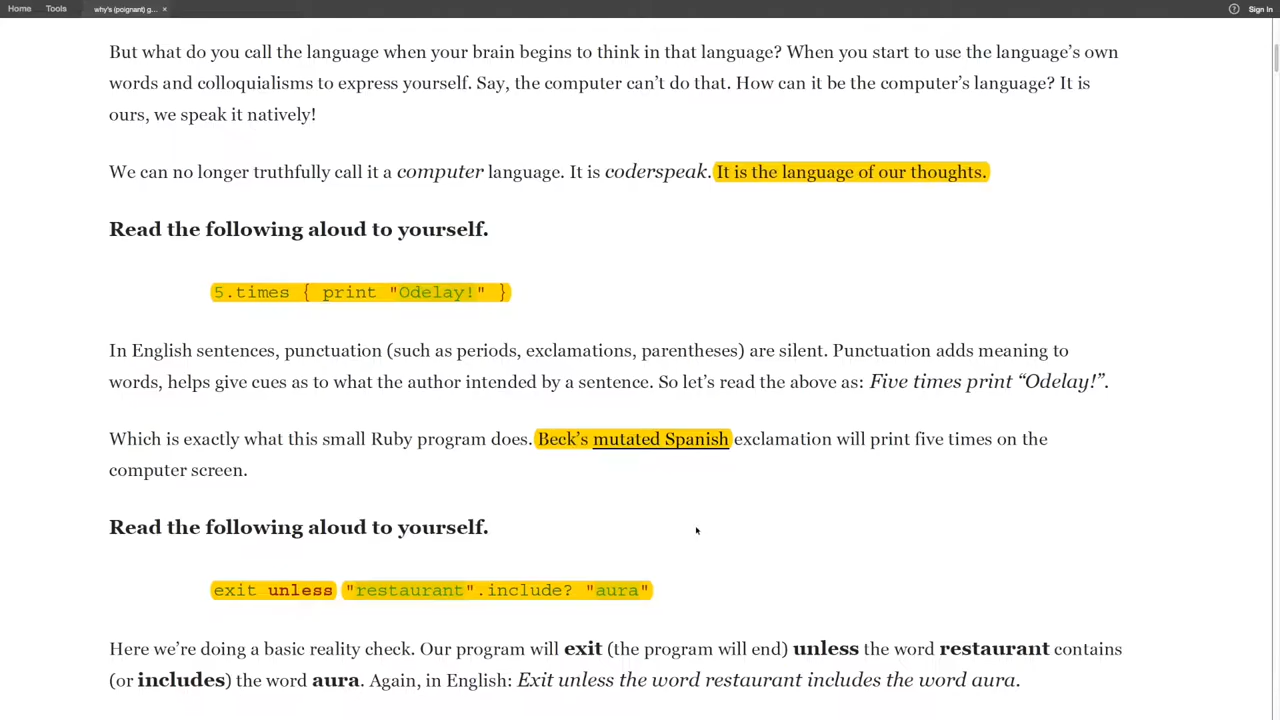 Home Tools why's (poignant) g... × ? Sign In
But what do you call the language when your brain begins to think in that language? When you start to use the language’s own
words and colloquialisms to express yourself. Say, the computer can’t do that. How can it be the computer’s language? It is
ours, we speak it natively!
We can no longer truthfully call it a computer language. It is coderspeak. It is the language of our thoughts.
Read the following aloud to yourself.
5.times { print "Odelay!" }
In English sentences, punctuation (such as periods, exclamations, parentheses) are silent. Punctuation adds meaning to
words, helps give cues as to what the author intended by a sentence. So let’s read the above as: Five times print “Odelay!”.
Which is exactly what this small Ruby program does. Beck’s mutated Spanish exclamation will print five times on the
computer screen.
Read the following aloud to yourself.
exit unless "restaurant".include? "aura"
Here we’re doing a basic reality check. Our program will exit (the program will end) unless the word restaurant contains
(or includes) the word aura. Again, in English: Exit unless the word restaurant includes the word aura.